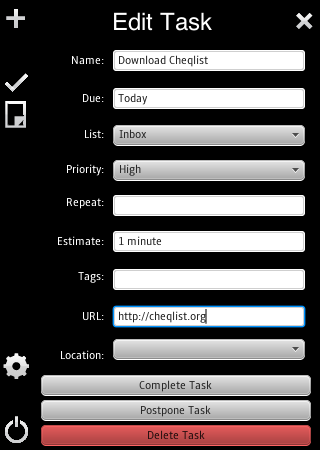 Edit Task
Name: Download Cheqlist
Due: Today
List: Inbox
Priority: High
Repeat:
Estimate: 1 minute
Tags:
URL: http://cheqlist.org
Location:
Complete Task
Postpone Task
Delete Task